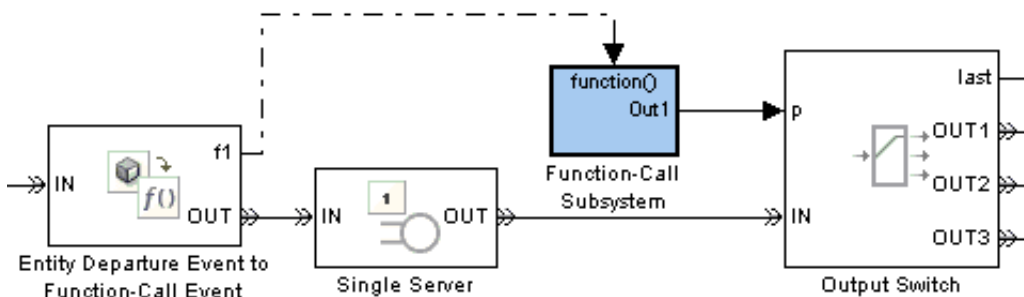 function()
Out1
last
p
OUT1
f1
IN
f()
1
OUT2
OUT
IN
OUT
IN
OUT3
Function-Call
Subsystem
Entity Departure Event to
Function-Call Event
Single Server
Output Switch